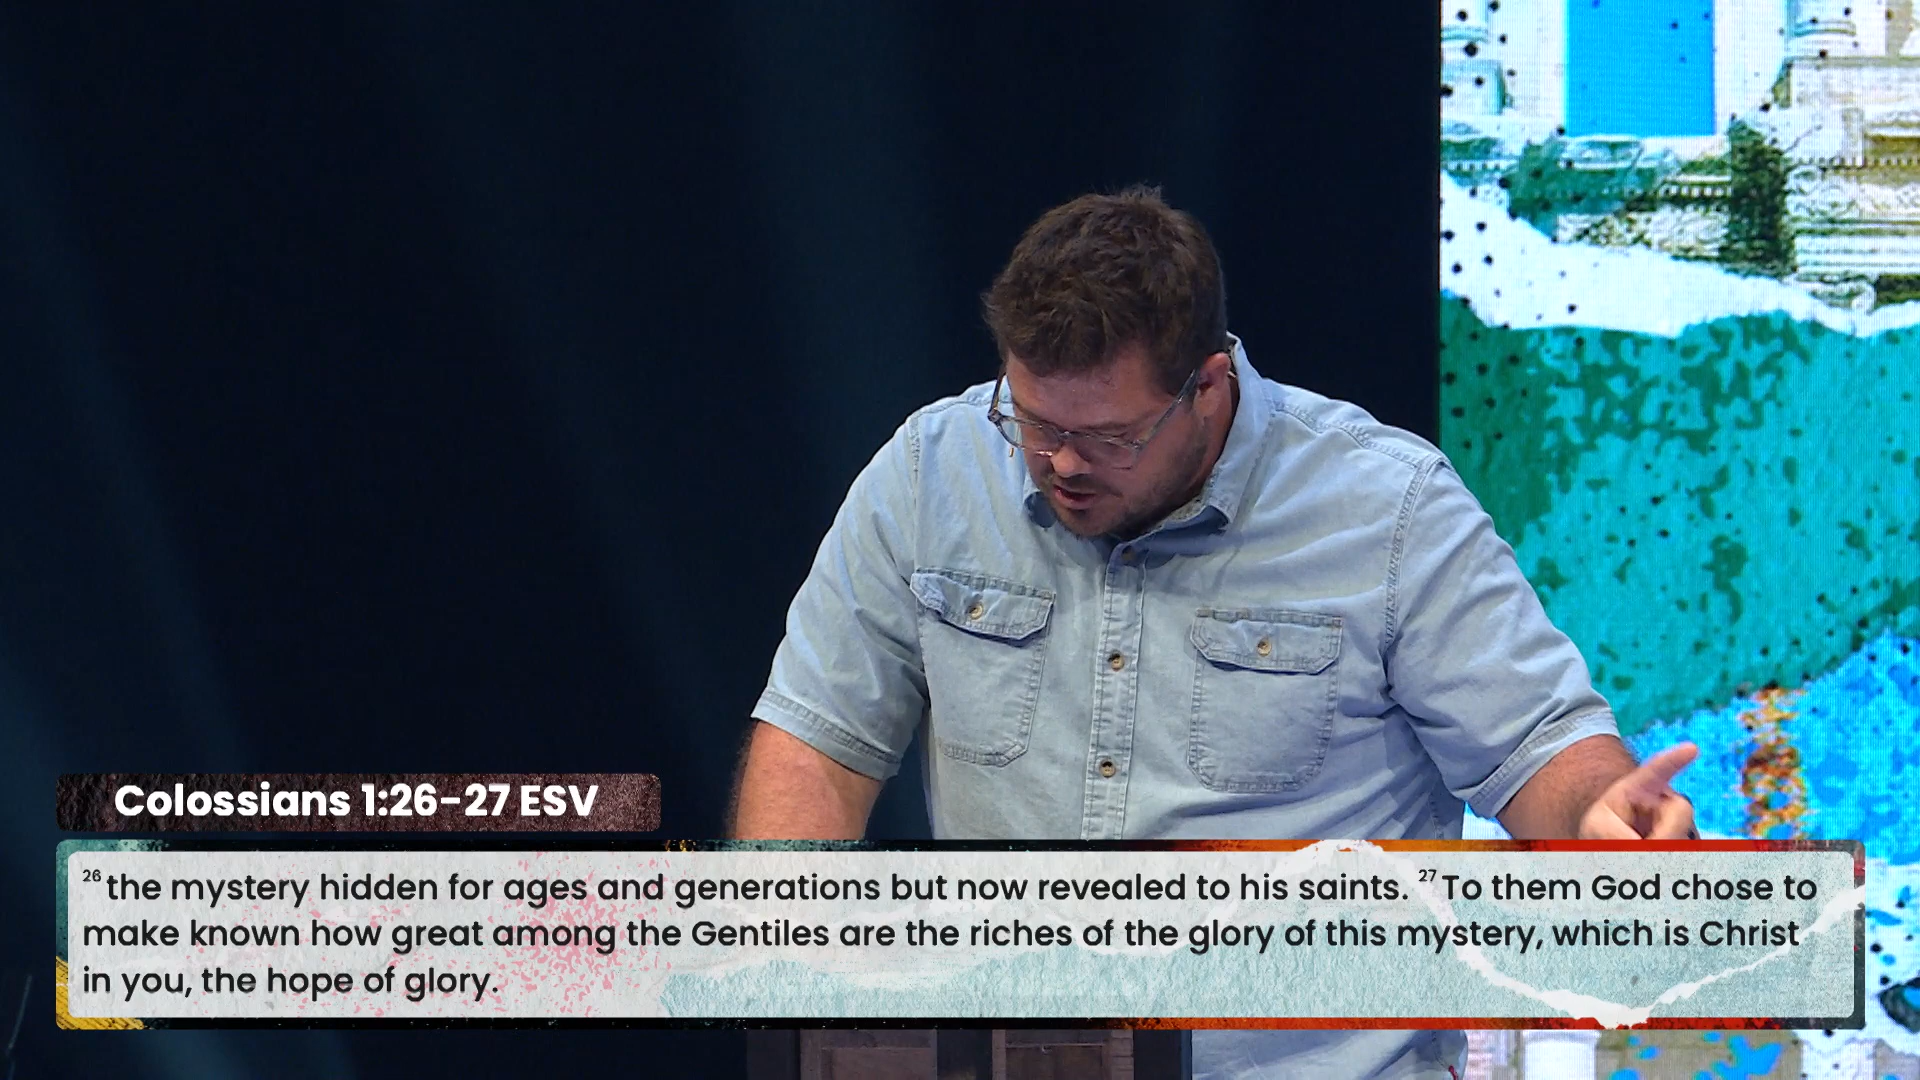 Colossians 1:26-27 ESV
26 the mystery hidden for ages and generations but now revealed to his saints. 27 To them God chose to
make known how great among the Gentiles are the riches of the glory of this mystery, which is Christ
in you, the hope of glory.